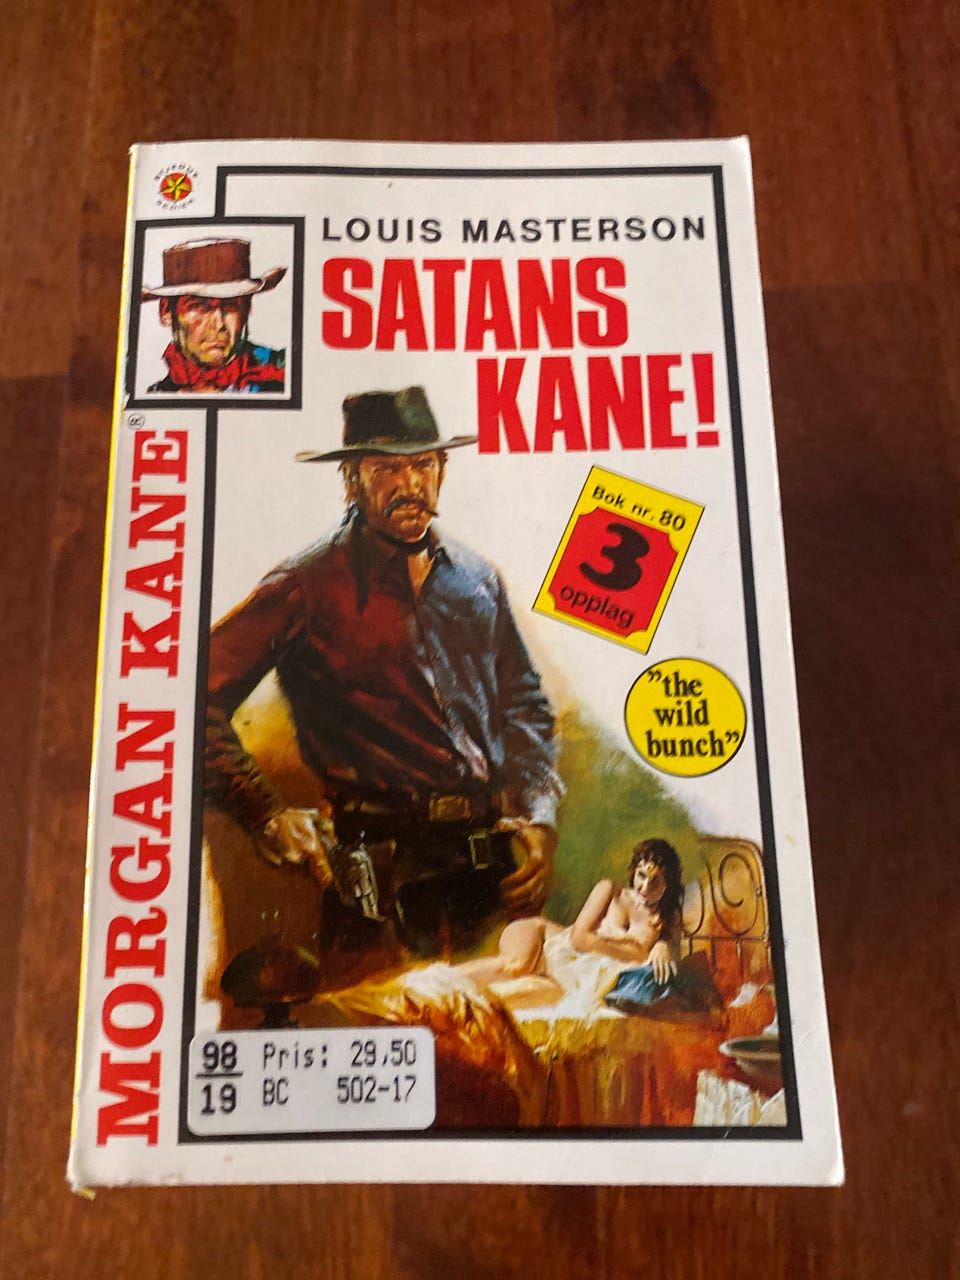 LOUIS MASTERSON
SATANS
KANE!
MORGAN KANE®
Bok nr. 80
3
opplag
”the
wild
bunch”
98 Pris: 29,50
19 BC 502-17